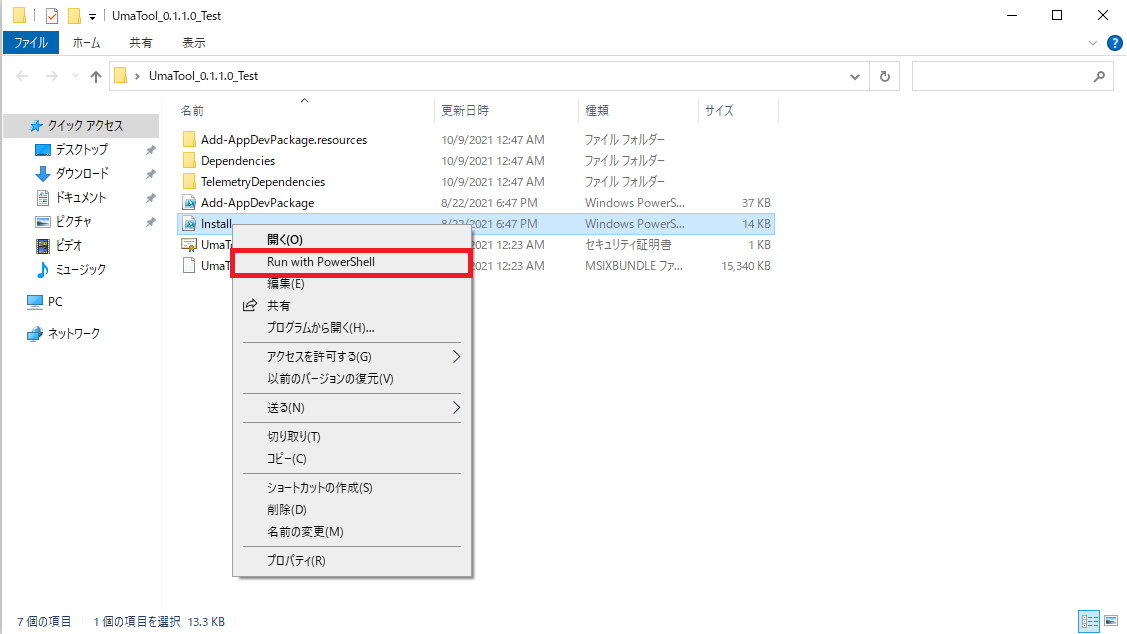 UmaTool_0.1.1.0_Test
ファイル ホーム 共有 表示
UmaTool_0.1.1.0_Test
名前 更新日時 種類 サイズ
クイック アクセス
デスクトップ
ダウンロード
ドキュメント
ピクチャ
ビデオ
ミュージック
PC
ネットワーク
Add-AppDevPackage.resources 10/9/2021 12:47 AM ファイル フォルダー
Dependencies 10/9/2021 12:47 AM ファイル フォルダー
TelemetryDependencies 10/9/2021 12:47 AM ファイル フォルダー
Add-AppDevPackage 8/22/2021 6:47 PM Windows PowerS... 37 KB
Install 8/22/2021 6:47 PM Windows PowerS... 14 KB
UmaT 2021 12:23 AM セキュリティ証明書 1 KB
UmaT 2021 12:23 AM MSIXBUNDLE ファ... 15,340 KB
開く(O)
Run with PowerShell
編集(E)
共有
プログラムから開く(H)...
アクセスを許可する(G)
以前のバージョンの復元(V)
送る(N)
切り取り(T)
コピー(C)
ショートカットの作成(S)
削除(D)
名前の変更(M)
プロパティ(R)
7 個の項目 1 個の項目を選択 13.3 KB